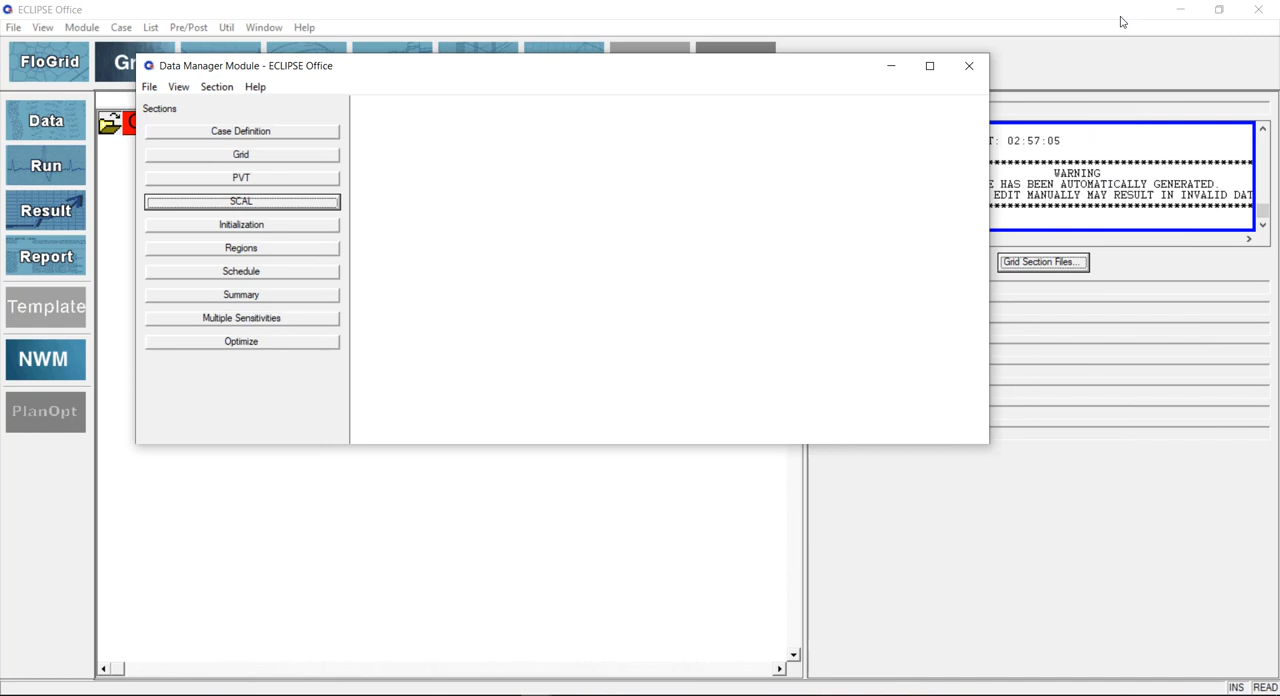 ECLIPSE Office
File View Module Case List Pre/Post Util Window Help
FloGrid
Gr
Data Manager Module - ECLIPSE Office
File View Section Help
Sections
Case Definition
Grid
PVT
SCAL
Initialization
Regions
Schedule
Summary
Multiple Sensitivities
Optimize
Data
Run
Result
Report
Template
NWM
PlanOpt
T: 02:57:05
*****************************************
WARNING
E HAS BEEN AUTOMATICALLY GENERATED.
EDIT MANUALLY MAY RESULT IN INVALID DAT
*****************************************
Grid Section Files...
INS READ